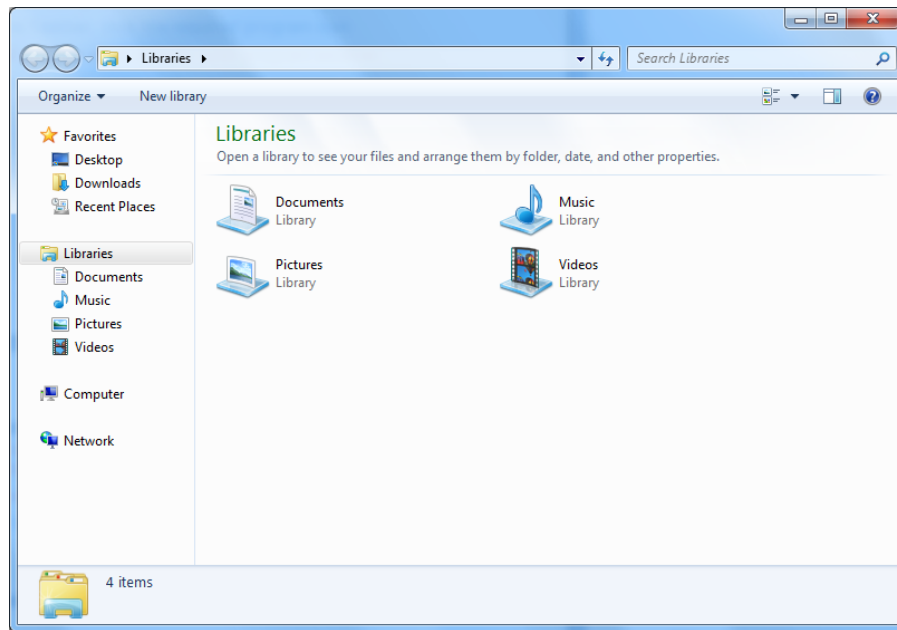 Libraries
Search Libraries
Organize
New library
Favorites
Desktop
Downloads
Recent Places
Libraries
Documents
Music
Pictures
Videos
Computer
Network
Libraries
Open a library to see your files and arrange them by folder, date, and other properties.
Documents
Library
Music
Library
Pictures
Library
Videos
Library
4 items